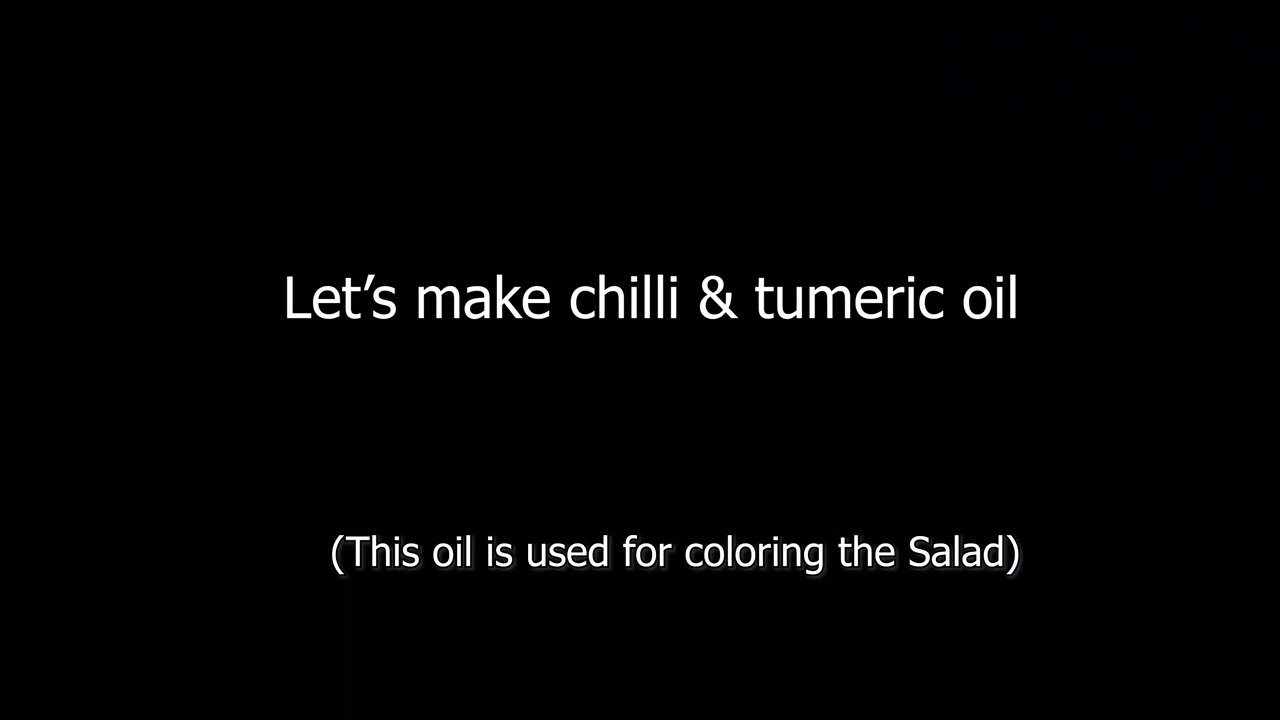 Let’s make chilli & tumeric oil
(This oil is used for coloring the Salad)